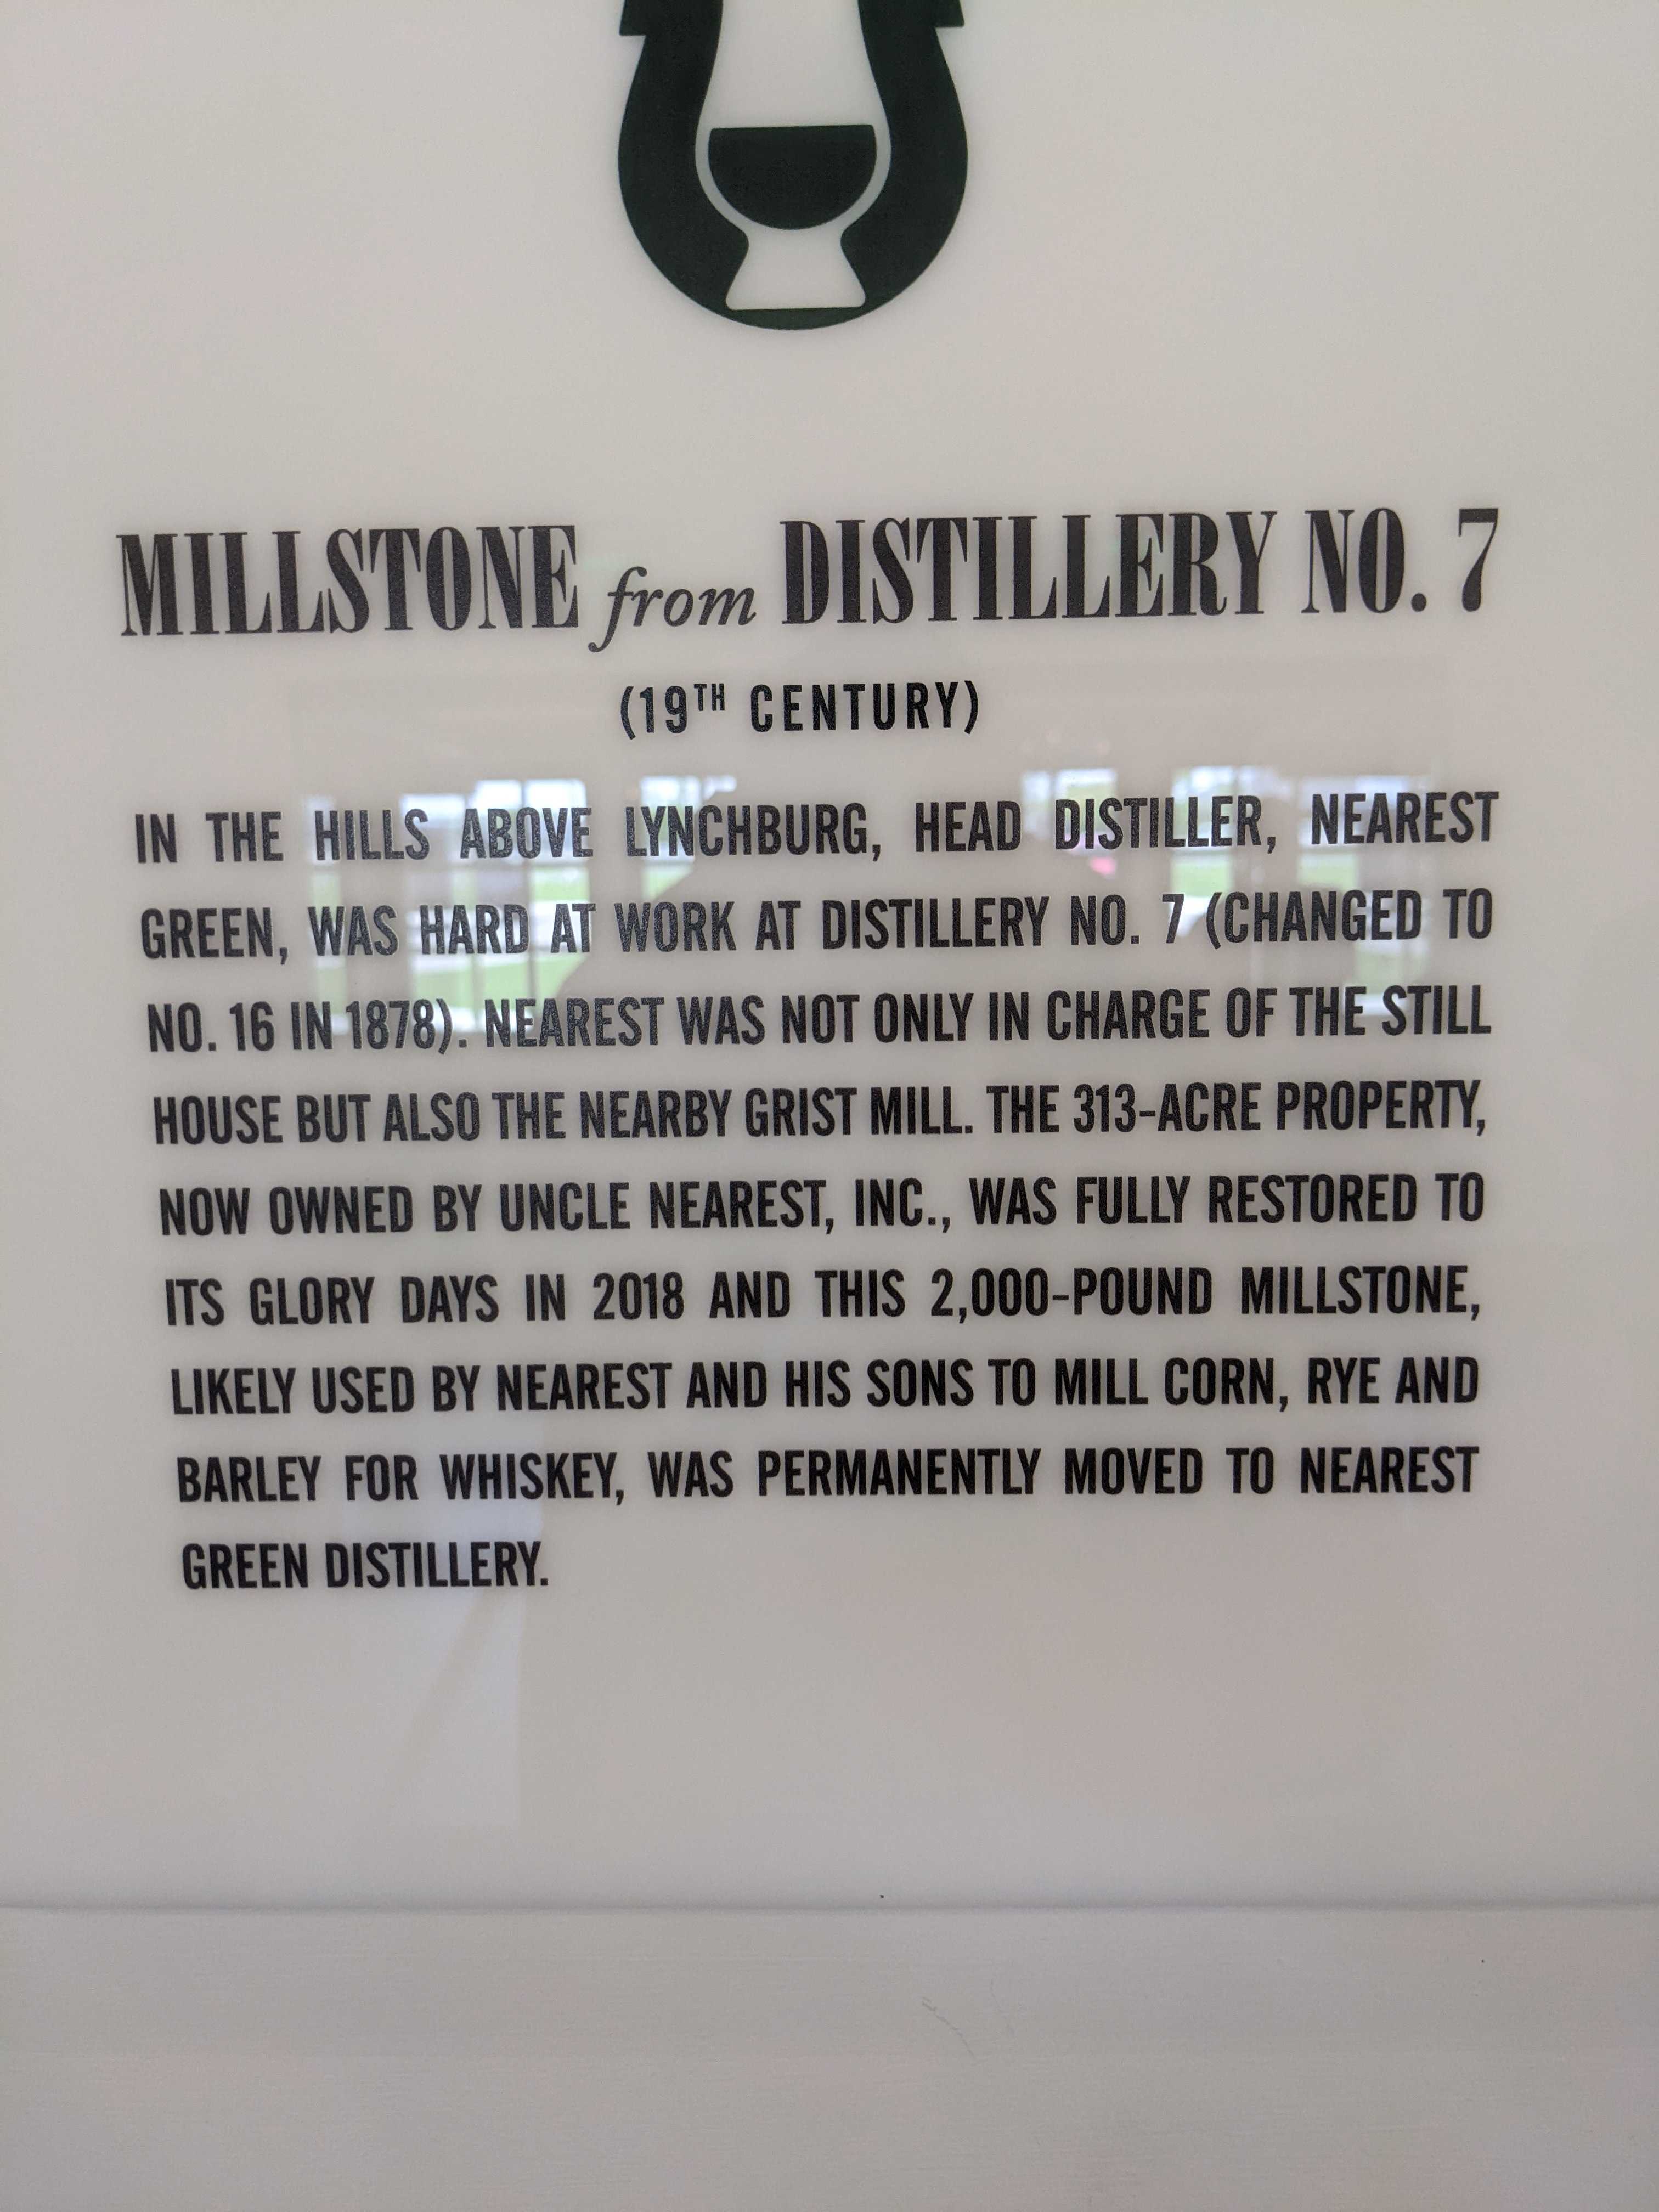 MILLSTONE from DISTILLERY NO. 7
(19TH CENTURY)
IN THE HILLS ABOVE LYNCHBURG, HEAD DISTILLER, NEAREST
GREEN, WAS HARD AT WORK AT DISTILLERY NO. 7 (CHANGED TO
NO. 16 IN 1878). NEAREST WAS NOT ONLY IN CHARGE OF THE STILL
HOUSE BUT ALSO THE NEARBY GRIST MILL. THE 313-ACRE PROPERTY,
NOW OWNED BY UNCLE NEAREST, INC., WAS FULLY RESTORED TO
ITS GLORY DAYS IN 2018 AND THIS 2,000-POUND MILLSTONE,
LIKELY USED BY NEAREST AND HIS SONS TO MILL CORN, RYE AND
BARLEY FOR WHISKEY, WAS PERMANENTLY MOVED TO NEAREST
GREEN DISTILLERY.